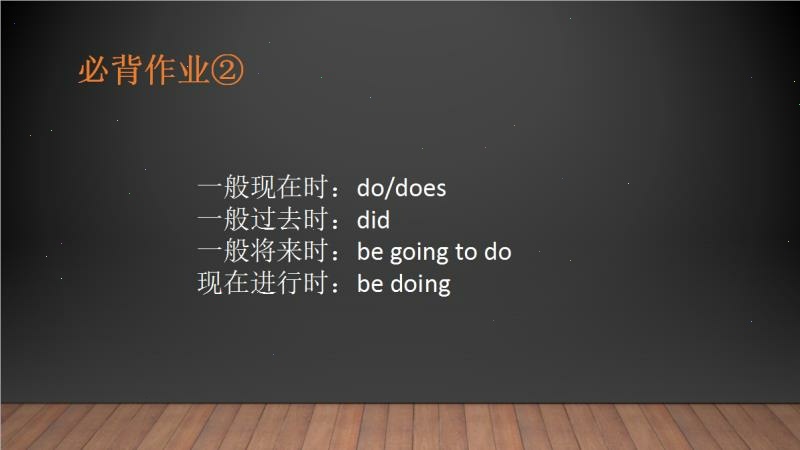 必背作业②
一般现在时：do/does
一般过去时：did
一般将来时：be going to do
现在进行时：be doing